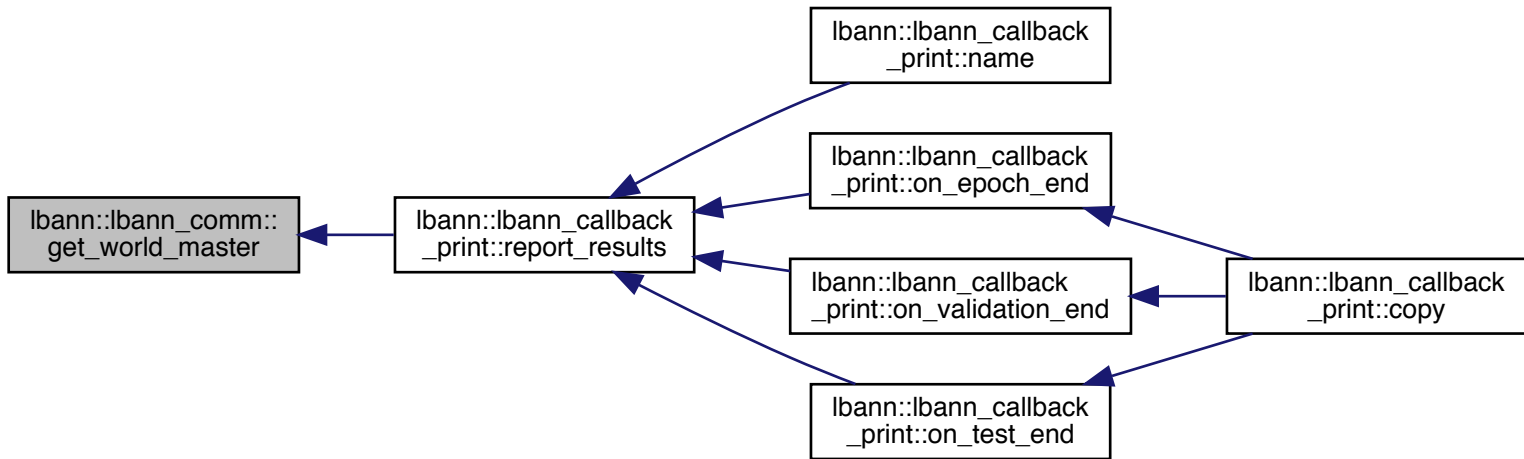 lbann::lbann_comm::
get_world_master
lbann::lbann_callback
_print::report_results
lbann::lbann_callback
_print::name
lbann::lbann_callback
_print::on_epoch_end
lbann::lbann_callback
_print::on_validation_end
lbann::lbann_callback
_print::on_test_end
lbann::lbann_callback
_print::copy